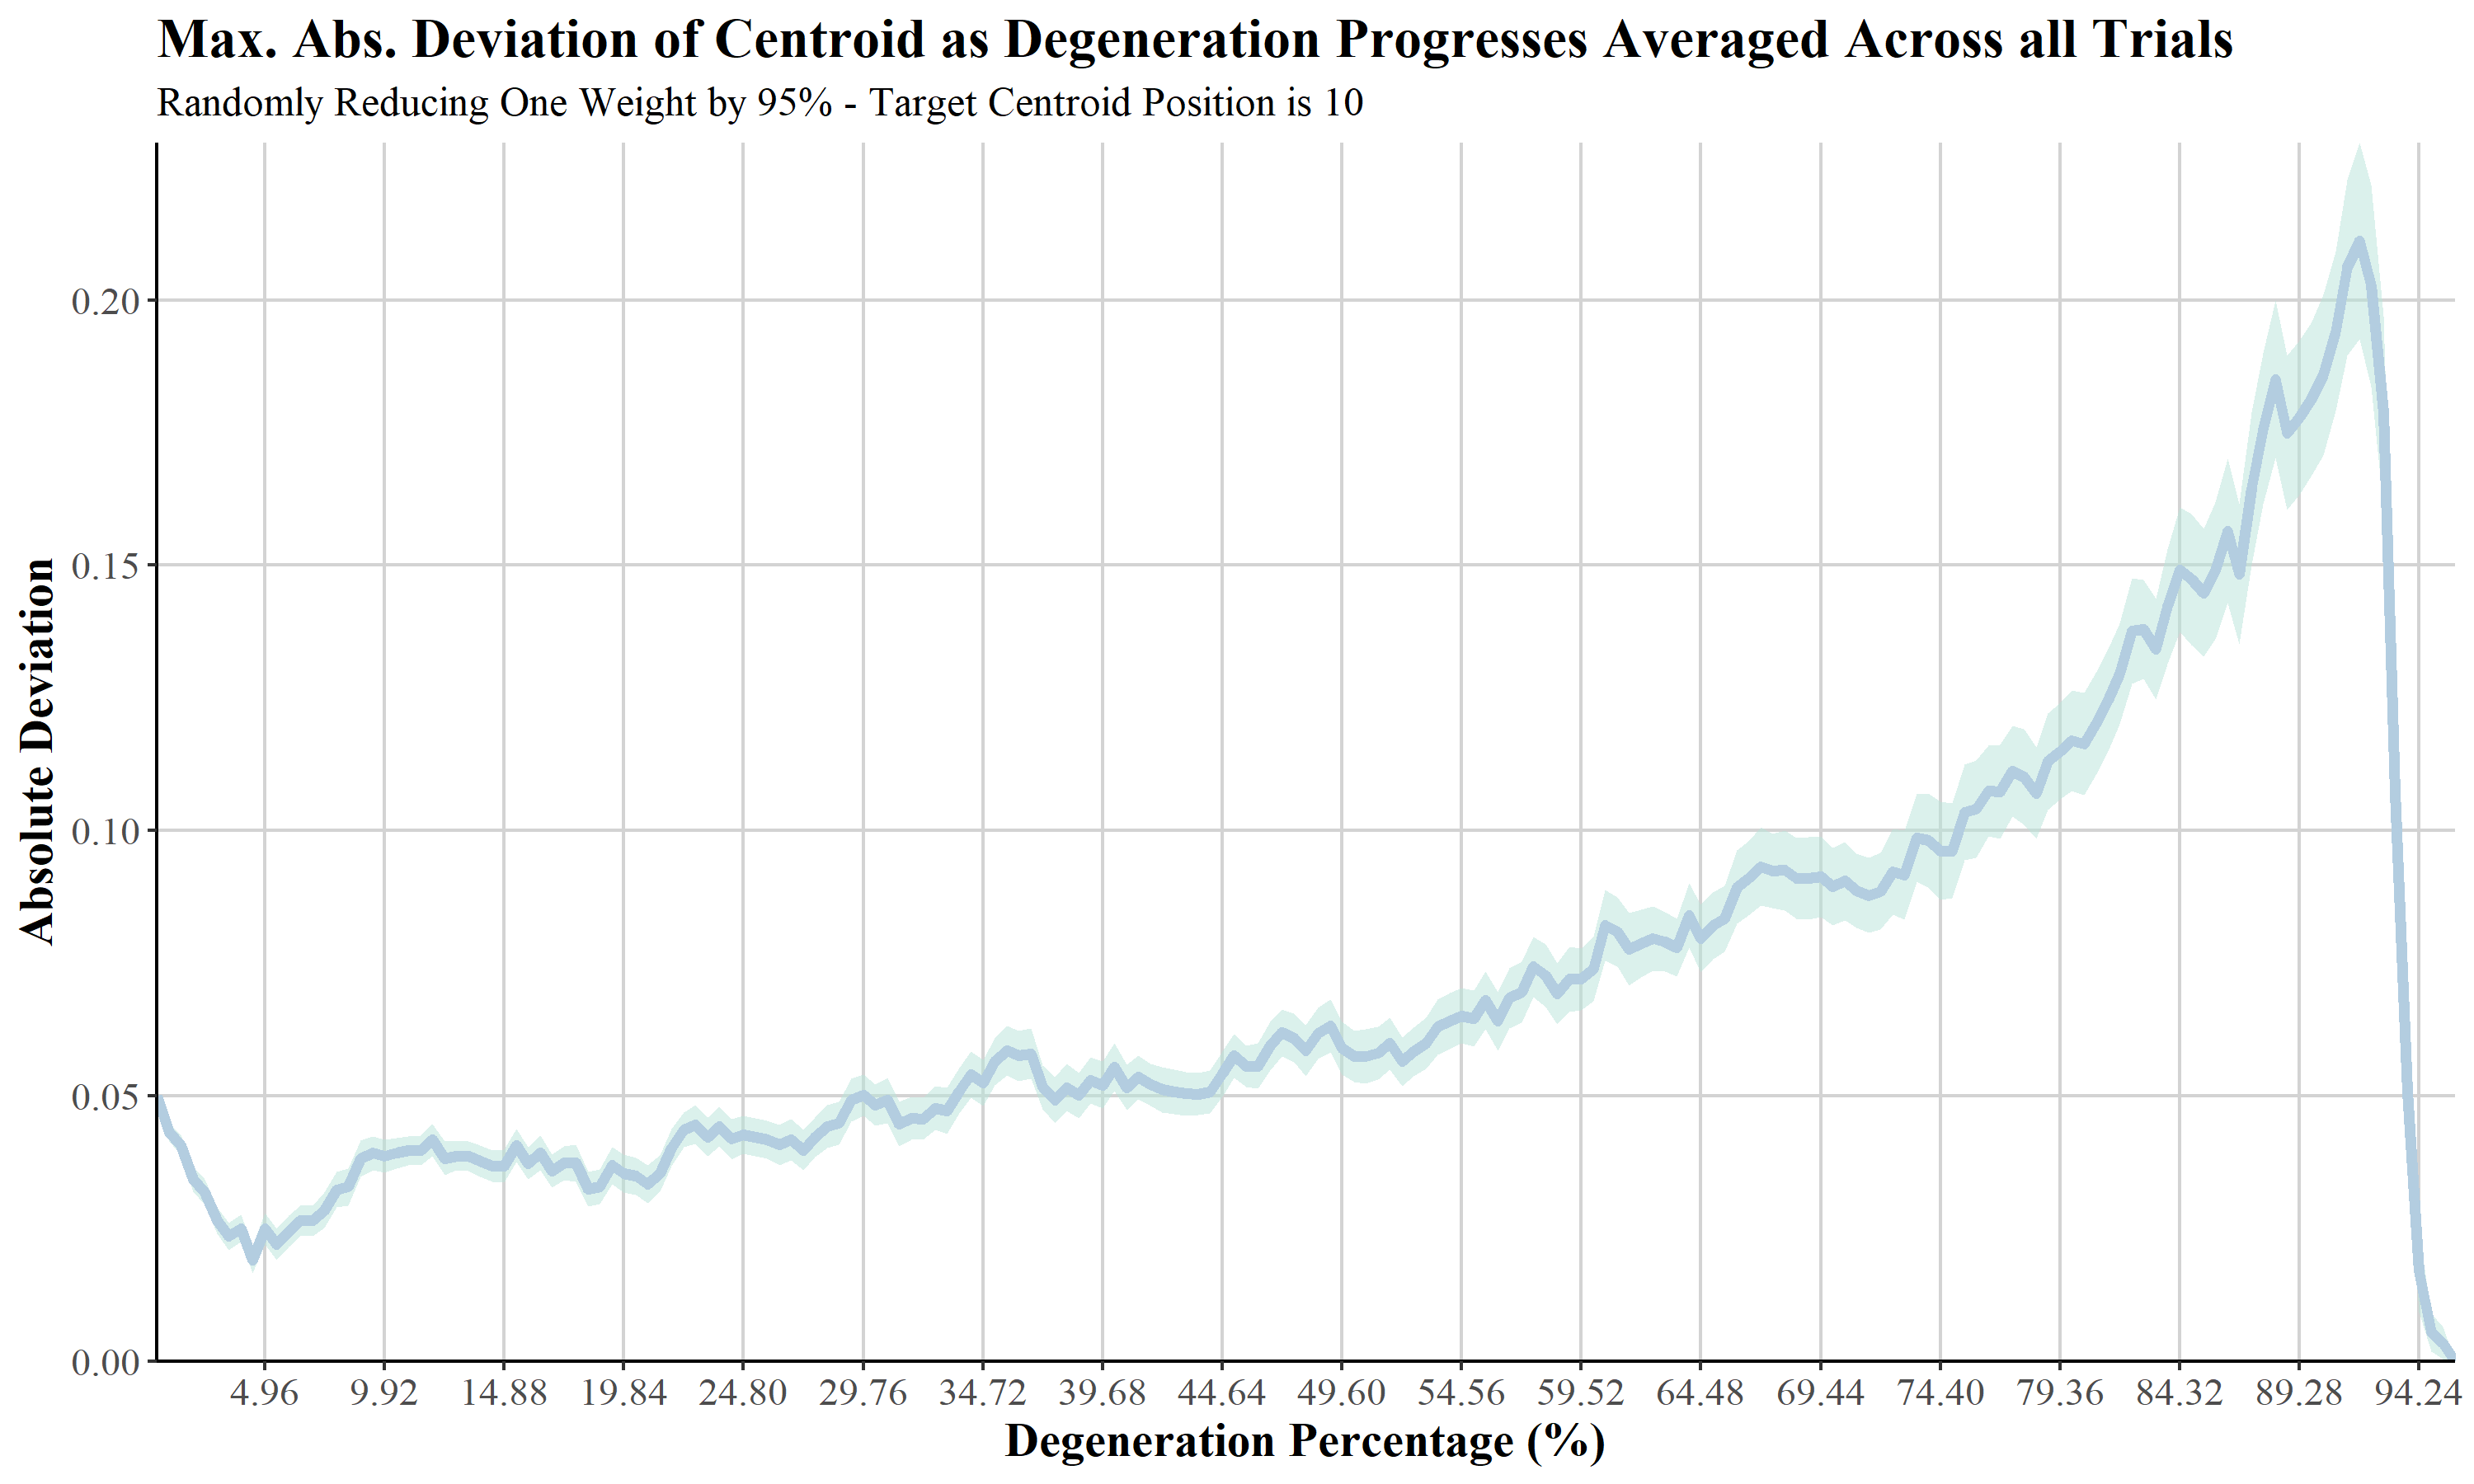 Max. Abs. Deviation of Centroid as Degeneration Progresses Averaged Across all Trials
Randomly Reducing One Weight by 95% - Target Centroid Position is 10
Absolute Deviation
0.20
0.15
0.10
0.05
0.00
4.96 9.92 14.88 19.84 24.80 29.76 34.72 39.68 44.64 49.60 54.56 59.52 64.48 69.44 74.40 79.36 84.32 89.28 94.24
Degeneration Percentage (%)